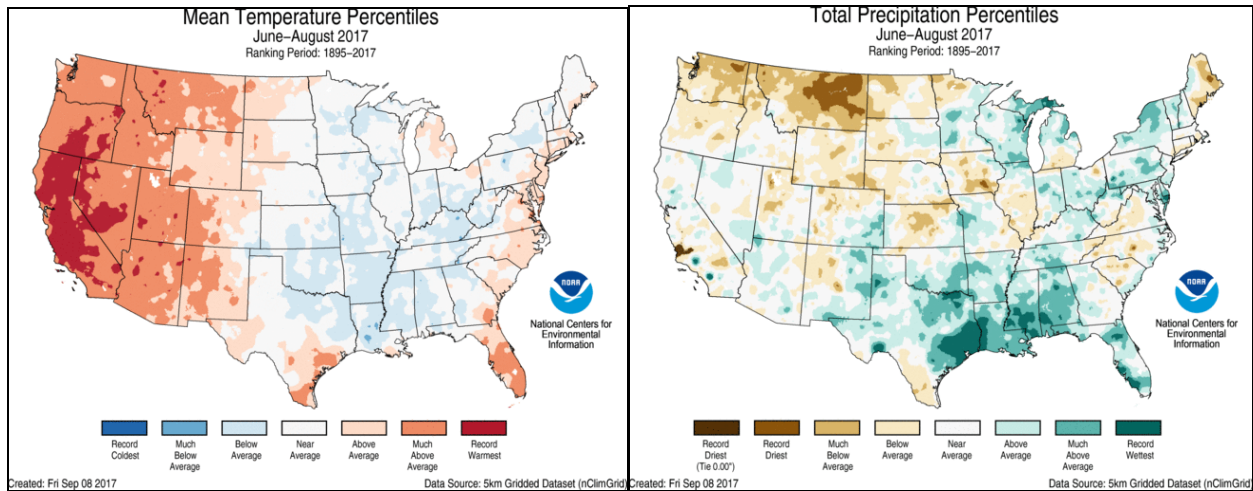 Mean Temperature Percentiles
June–August 2017
Ranking Period: 1895–2017
NOAA
National Centers for
Environmental
Information
Record
Coldest
Much
Below
Average
Below
Average
Near
Average
Above
Average
Much
Above
Average
Record
Warmest
Created: Fri Sep 08 2017
Data Source: 5km Gridded Dataset (nClimGrid)
Total Precipitation Percentiles
June–August 2017
Ranking Period: 1895–2017
NOAA
National Centers for
Environmental
Information
Record
Driest
(Tie 0.00")
Record
Driest
Much
Below
Average
Below
Average
Near
Average
Above
Average
Much
Above
Average
Record
Wettest
Created: Fri Sep 08 2017
Data Source: 5km Gridded Dataset (nClimGrid)